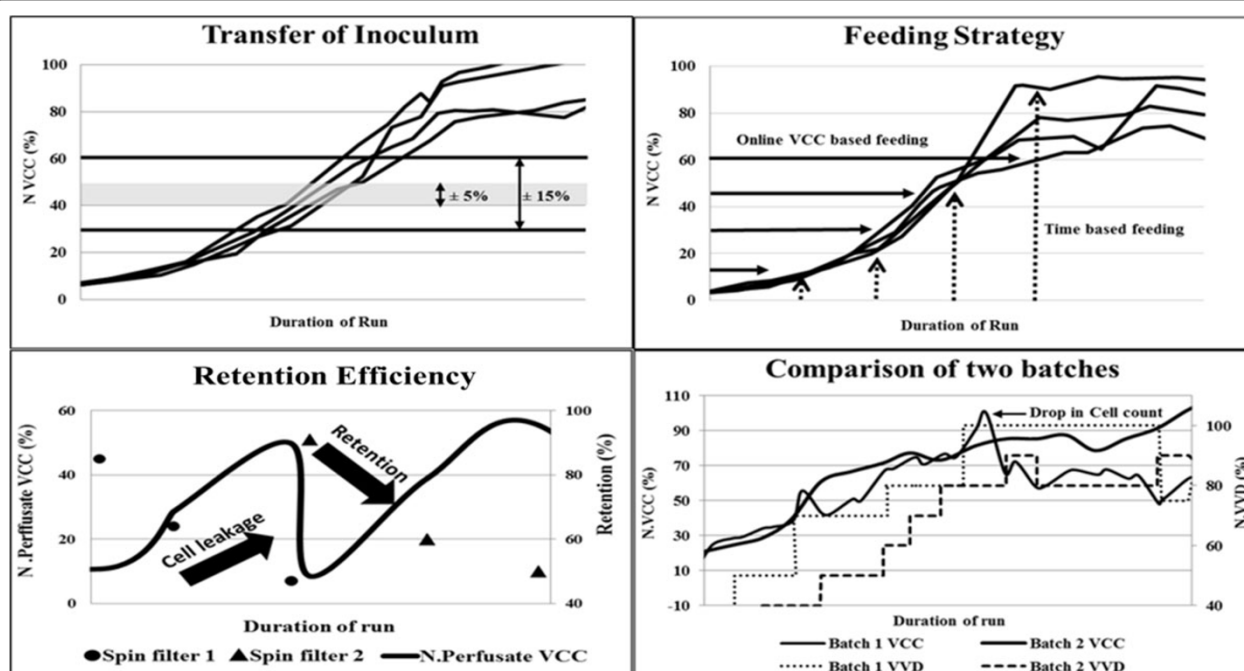 Transfer of Inoculum
100
80
60
40
20
0
N VCC (%)
± 5%
± 15%
Duration of Run
Feeding Strategy
100
80
60
40
20
0
N VCC (%)
Online VCC based feeding
Time based feeding
Duration of Run
Retention Efficiency
60
40
20
0
N .Perffusate VCC (%)
Cell leakage
Retention
100
80
60
40
Retention (%)
Duration of run
Spin filter 1 Spin filter 2 N.Perfusate VCC
Comparison of two batches
110
90
70
50
30
10
-10
N.VCC (%)
Drop in Cell count
100
80
60
40
N.VVD (%)
Duration of run
Batch 1 VCC Batch 2 VCC
Batch 1 VVD Batch 2 VVD